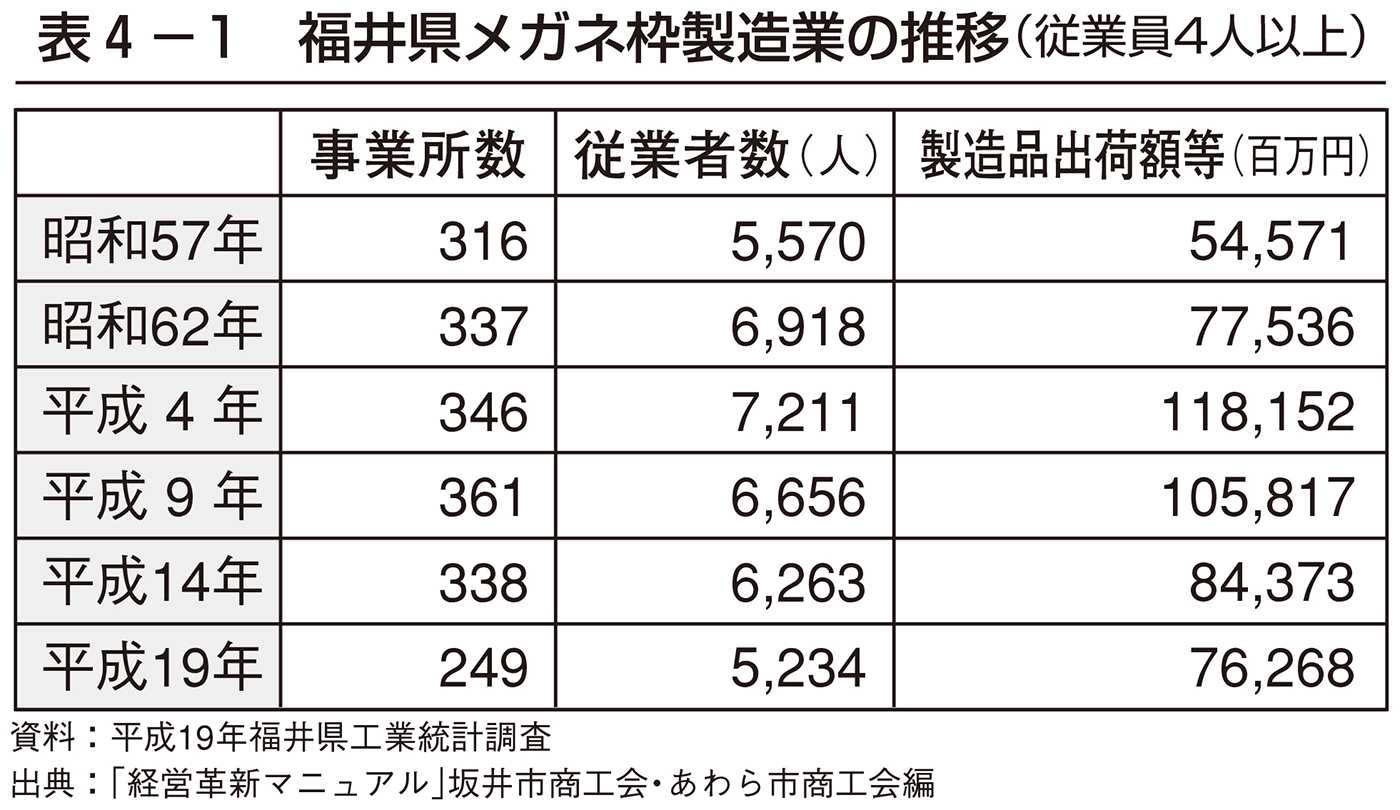 表4－1　福井県メガネ枠製造業の推移（従業員4人以上）
事業所数 従業者数（人） 製造品出荷額等（百万円）
昭和57年 316 5,570 54,571
昭和62年 337 6,918 77,536
平成 4 年 346 7,211 118,152
平成 9 年 361 6,656 105,817
平成14年 338 6,263 84,373
平成19年 249 5,234 76,268
資料：平成19年福井県工業統計調査
出典：「経営革新マニュアル」坂井市商工会・あわら市商工会編